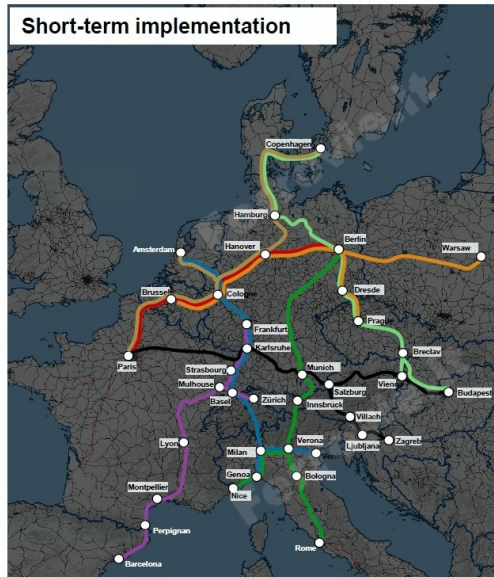 Short-term implementation
Copenhagen
Hamburg
Amsterdam
Hanover
Berlin
Warsaw
Brussel
Cologne
Dresde
Prague
Frankfurt
Paris
Karlsruhe
Breclav
Strasbourg
Munich
Mulhouse
Salzburg
Vienna
Budapest
Basel
Zürich
Innsbruck
Villach
Lyon
Milan
Verona
Ljubljana
Zagreb
Genoa
Bologna
Nice
Montpellier
Perpignan
Rome
Barcelona